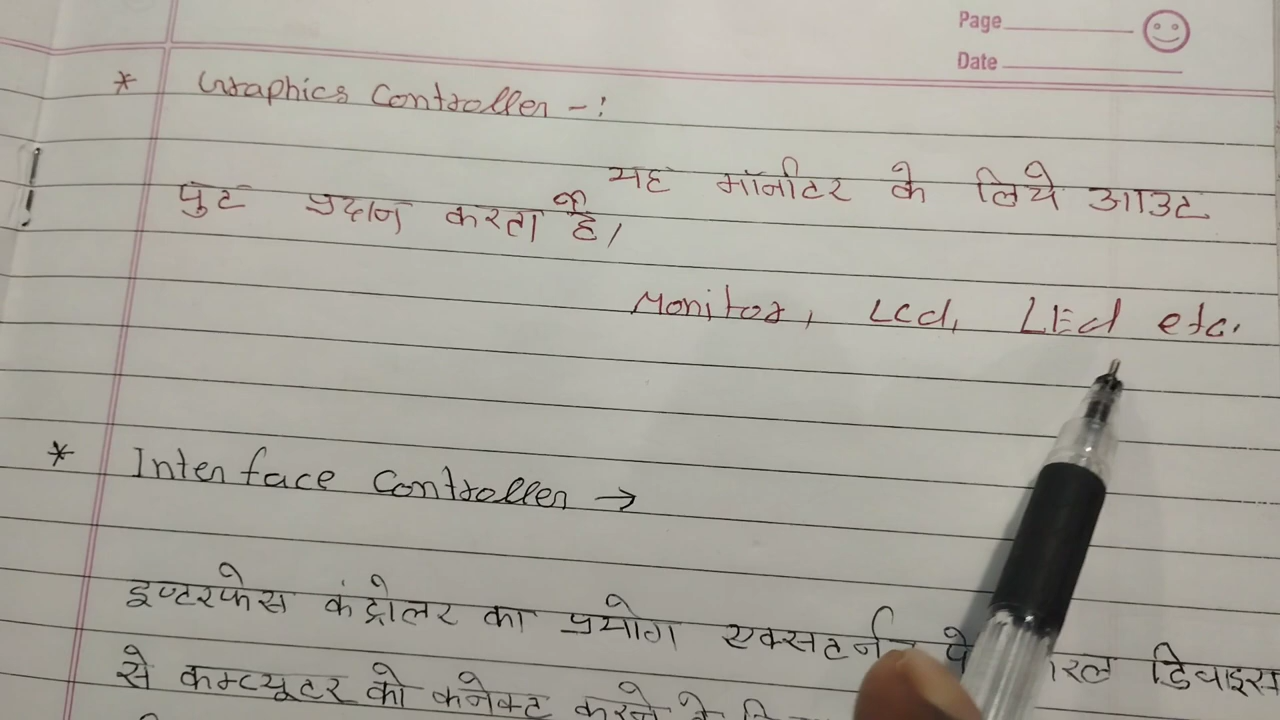 Page
Date
* Graphics Controller -:
यह मॉनीटर के लिये आउट
पुट प्रदान करता है।
Monitor, Lcd, LEd etc.
* Interface Controller →
इण्टरफेस कंट्रोलर का प्रयोग एक्सटर्नल डिवाइस
से कम्प्यूटर को कनेक्ट करने के